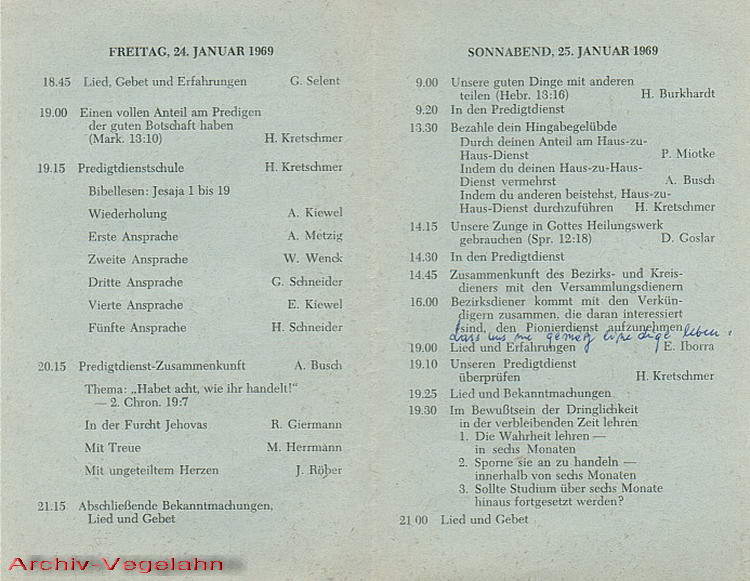 FREITAG, 24. JANUAR 1969
18.45 Lied, Gebet und Erfahrungen G. Selent
19.00 Einen vollen Anteil am Predigen
der guten Botschaft haben
(Mark. 13:10) H. Kretschmer
19.15 Predigtdienstschule H. Kretschmer
Bibellesen: Jesaja 1 bis 19
Wiederholung A. Kiewel
Erste Ansprache A. Metzig
Zweite Ansprache W. Wenck
Dritte Ansprache G. Schneider
Vierte Ansprache E. Kiewel
Fünfte Ansprache H. Schneider
20.15 Predigtdienst-Zusammenkunft A. Busch
Thema: „Habet acht, wie ihr handelt!“
— 2. Chron. 19:7
In der Furcht Jehovas R. Giermann
Mit Treue M. Herrmann
Mit ungeteiltem Herzen J. Röber
21.15 Abschließende Bekanntmachungen,
Lied und Gebet
SONNABEND, 25. JANUAR 1969
9.00 Unsere guten Dinge mit anderen
teilen (Hebr. 13:16) H. Burkhardt
9.20 In den Predigtdienst
13.30 Bezahle dein Hingabegelübde
Durch deinen Anteil am Haus-zu-
Haus-Dienst P. Miotke
Indem du deinen Haus-zu-Haus-
Dienst vermehrst A. Busch
Indem du anderen beistehst, Haus-zu-
Haus-Dienst durchzuführen H. Kretschmer
14.15 Unsere Zunge in Gottes Heilungswerk
gebrauchen (Spr. 12:18) D. Goslar
14.30 In den Predigtdienst
14.45 Zusammenkunft des Bezirks- und Kreis-
dieners mit den Versammlungsdienern
16.00 Bezirksdiener kommt mit den Verkün-
digern zusammen, die daran interessiert
sind, den Pionierdienst aufzunehmen
dass uns gemäß leben.
19.00 Lied und Erfahrungen E. Iborra
19.10 Unseren Predigtdienst
überprüfen H. Kretschmer
19.25 Lied und Bekanntmachungen
19.30 Im Bewußtsein der Dringlichkeit
in der verbleibenden Zeit lehren
1. Die Wahrheit lehren —
in sechs Monaten
2. Sporne sie an zu handeln —
innerhalb von sechs Monaten
3. Sollte Studium über sechs Monate
hinaus fortgesetzt werden?
21 00 Lied und Gebet
Archiv-Vegelahn